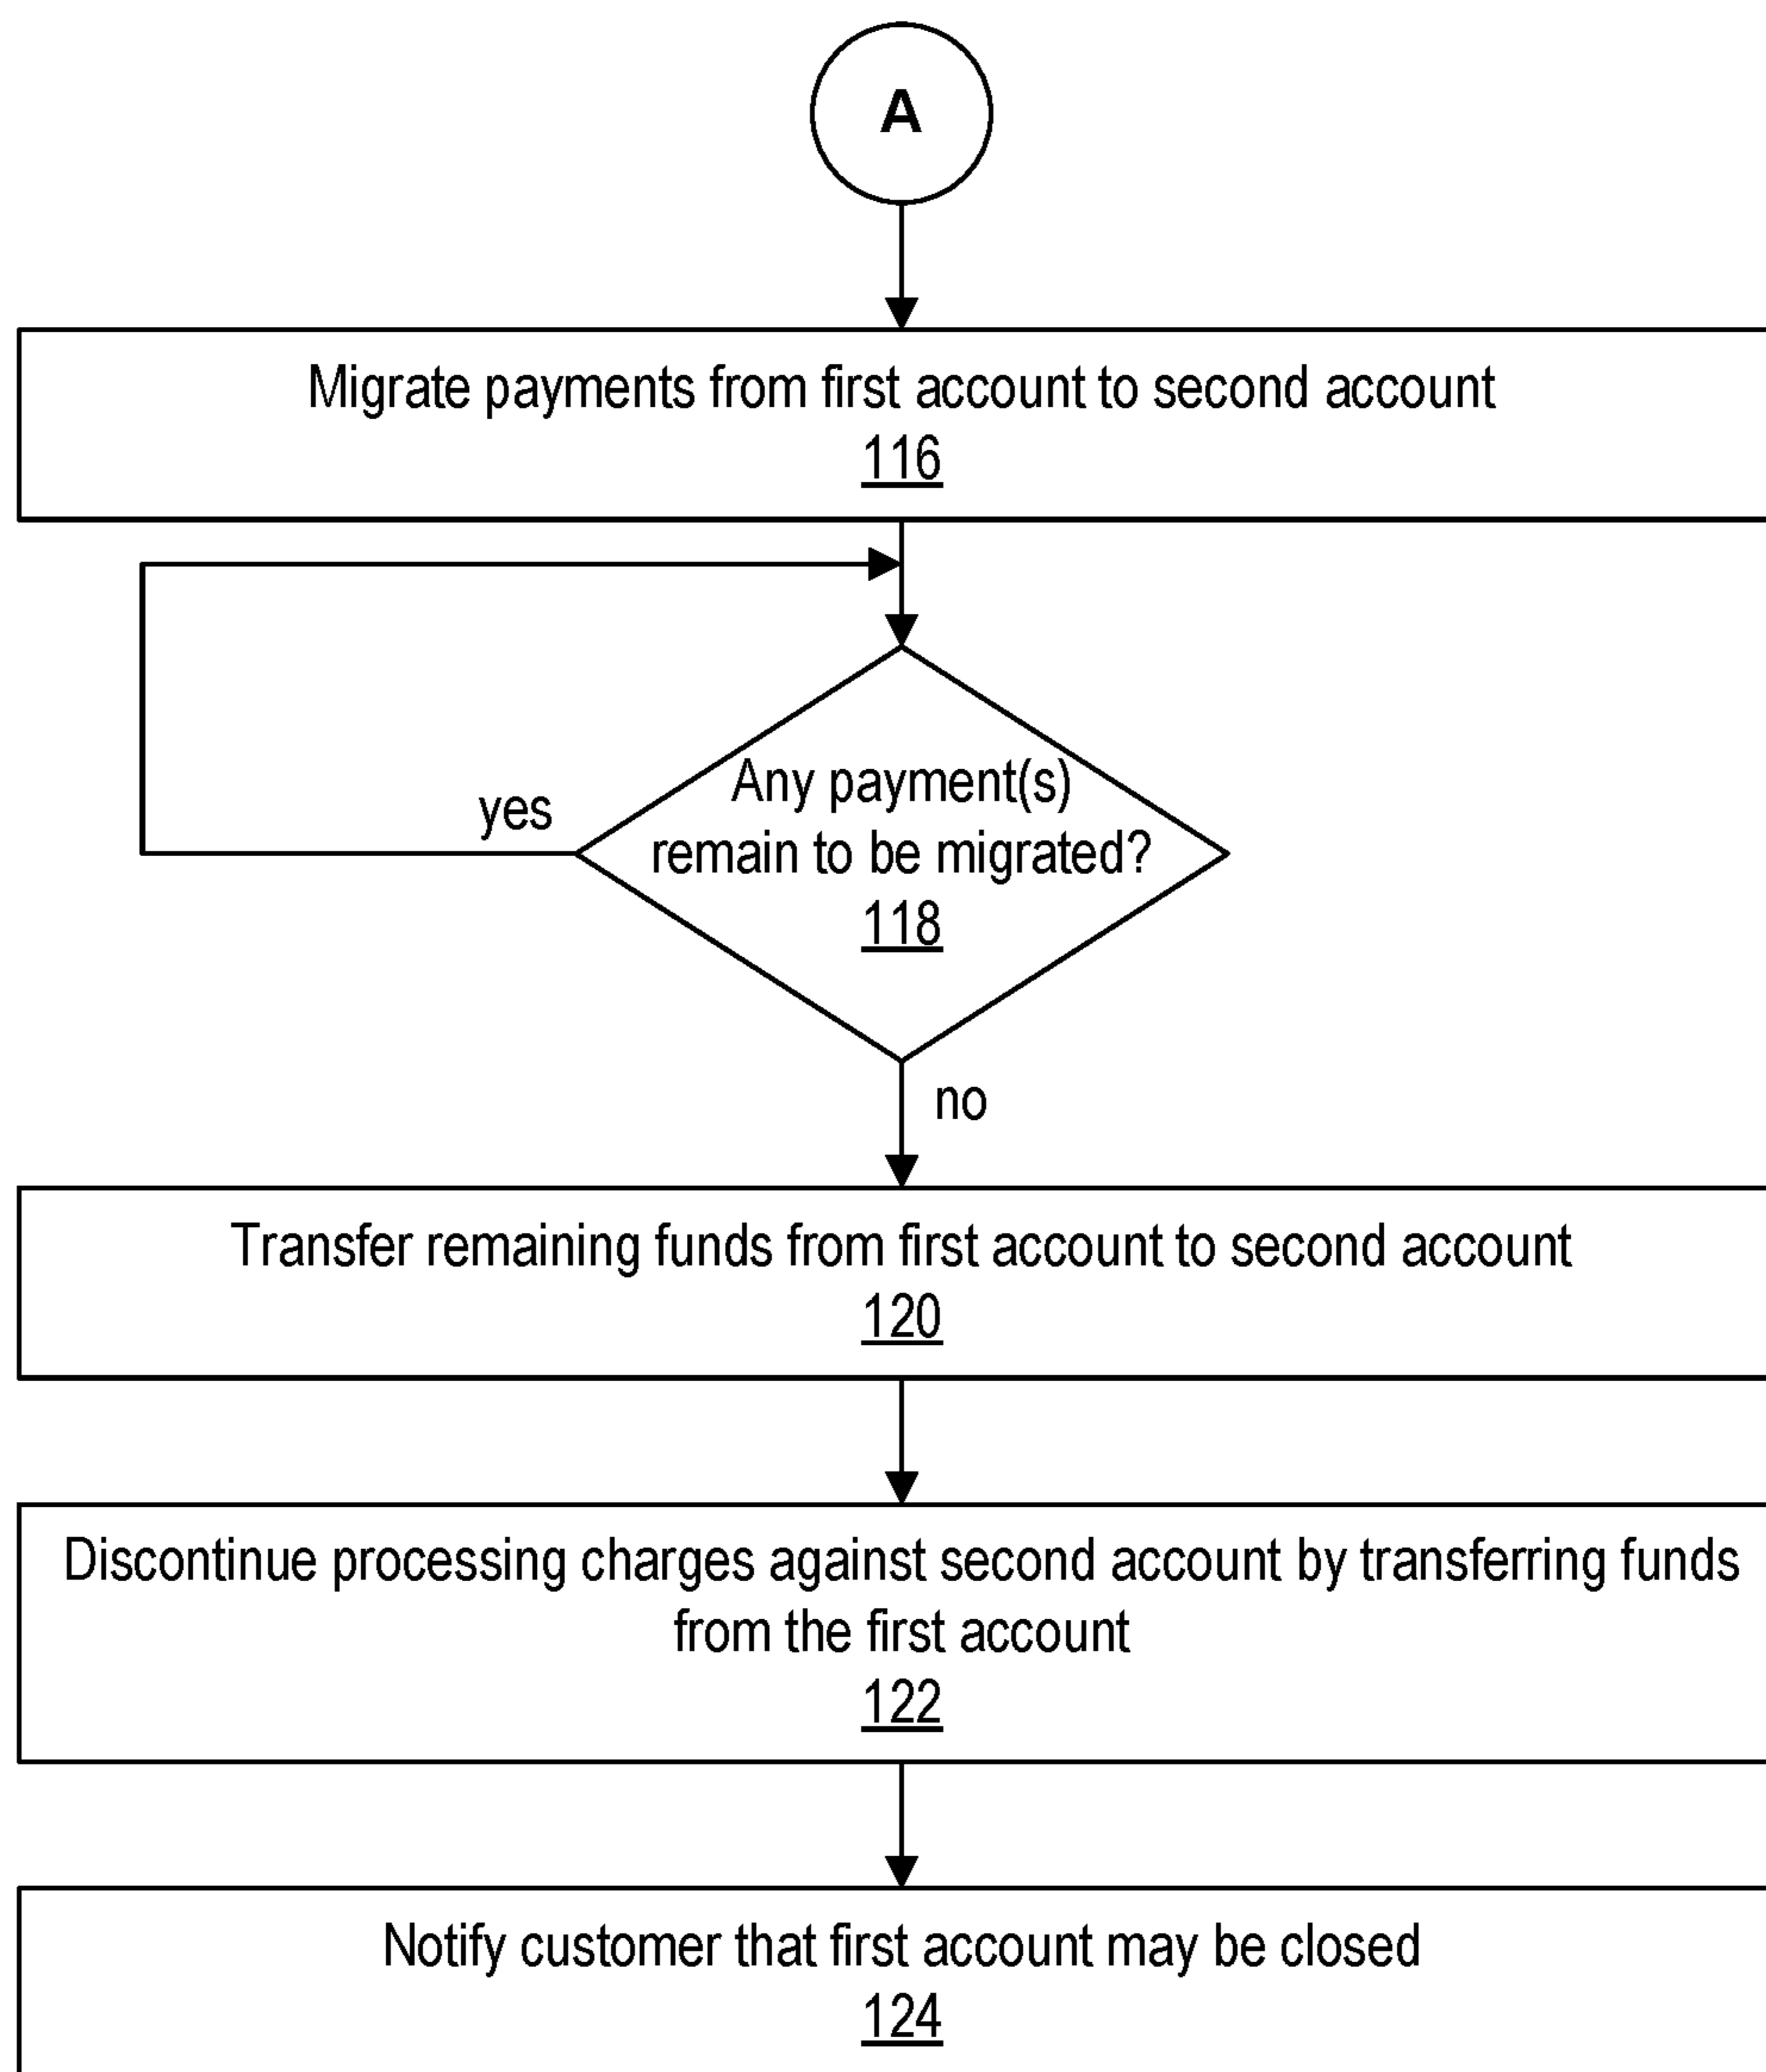 A
Migrate payments from first account to second account
116
yes
Any payment(s)
remain to be migrated?
118
no
Transfer remaining funds from first account to second account
120
Discontinue processing charges against second account by transferring funds
from the first account
122
Notify customer that first account may be closed
124